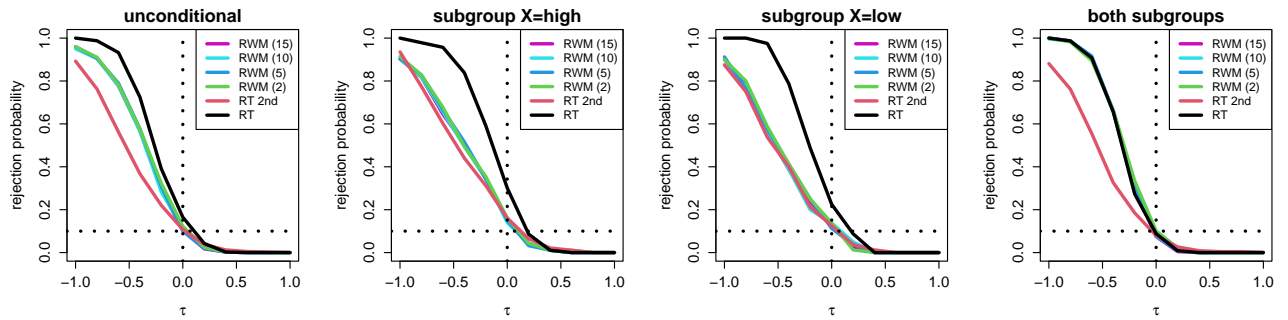 unconditional
rejection probability
1.0
0.8
0.6
0.4
0.2
0.0
RWM (15)
RWM (10)
RWM (5)
RWM (2)
RT 2nd
RT
−1.0 −0.5 0.0 0.5 1.0
τ
subgroup X=high
rejection probability
1.0
0.8
0.6
0.4
0.2
0.0
RWM (15)
RWM (10)
RWM (5)
RWM (2)
RT 2nd
RT
−1.0 −0.5 0.0 0.5 1.0
τ
subgroup X=low
rejection probability
1.0
0.8
0.6
0.4
0.2
0.0
RWM (15)
RWM (10)
RWM (5)
RWM (2)
RT 2nd
RT
−1.0 −0.5 0.0 0.5 1.0
τ
both subgroups
rejection probability
1.0
0.8
0.6
0.4
0.2
0.0
RWM (15)
RWM (10)
RWM (5)
RWM (2)
RT 2nd
RT
−1.0 −0.5 0.0 0.5 1.0
τ